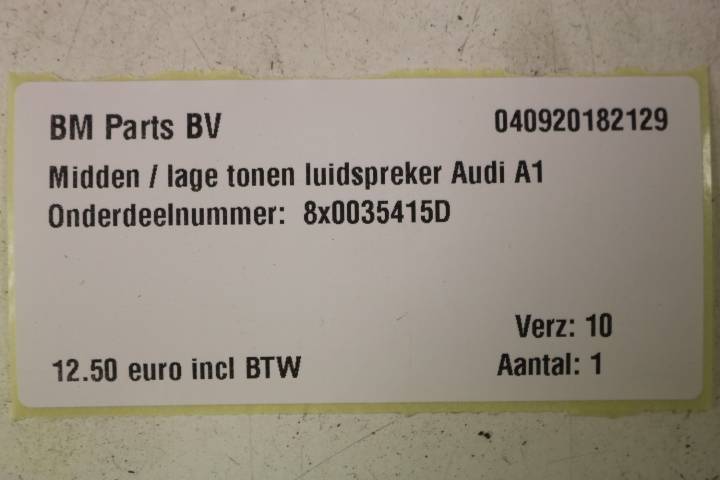 BM Parts BV
040920182129
Midden / lage tonen luidspreker Audi A1
Onderdeelnummer: 8x0035415D
Verz: 10
12.50 euro incl BTW
Aantal: 1